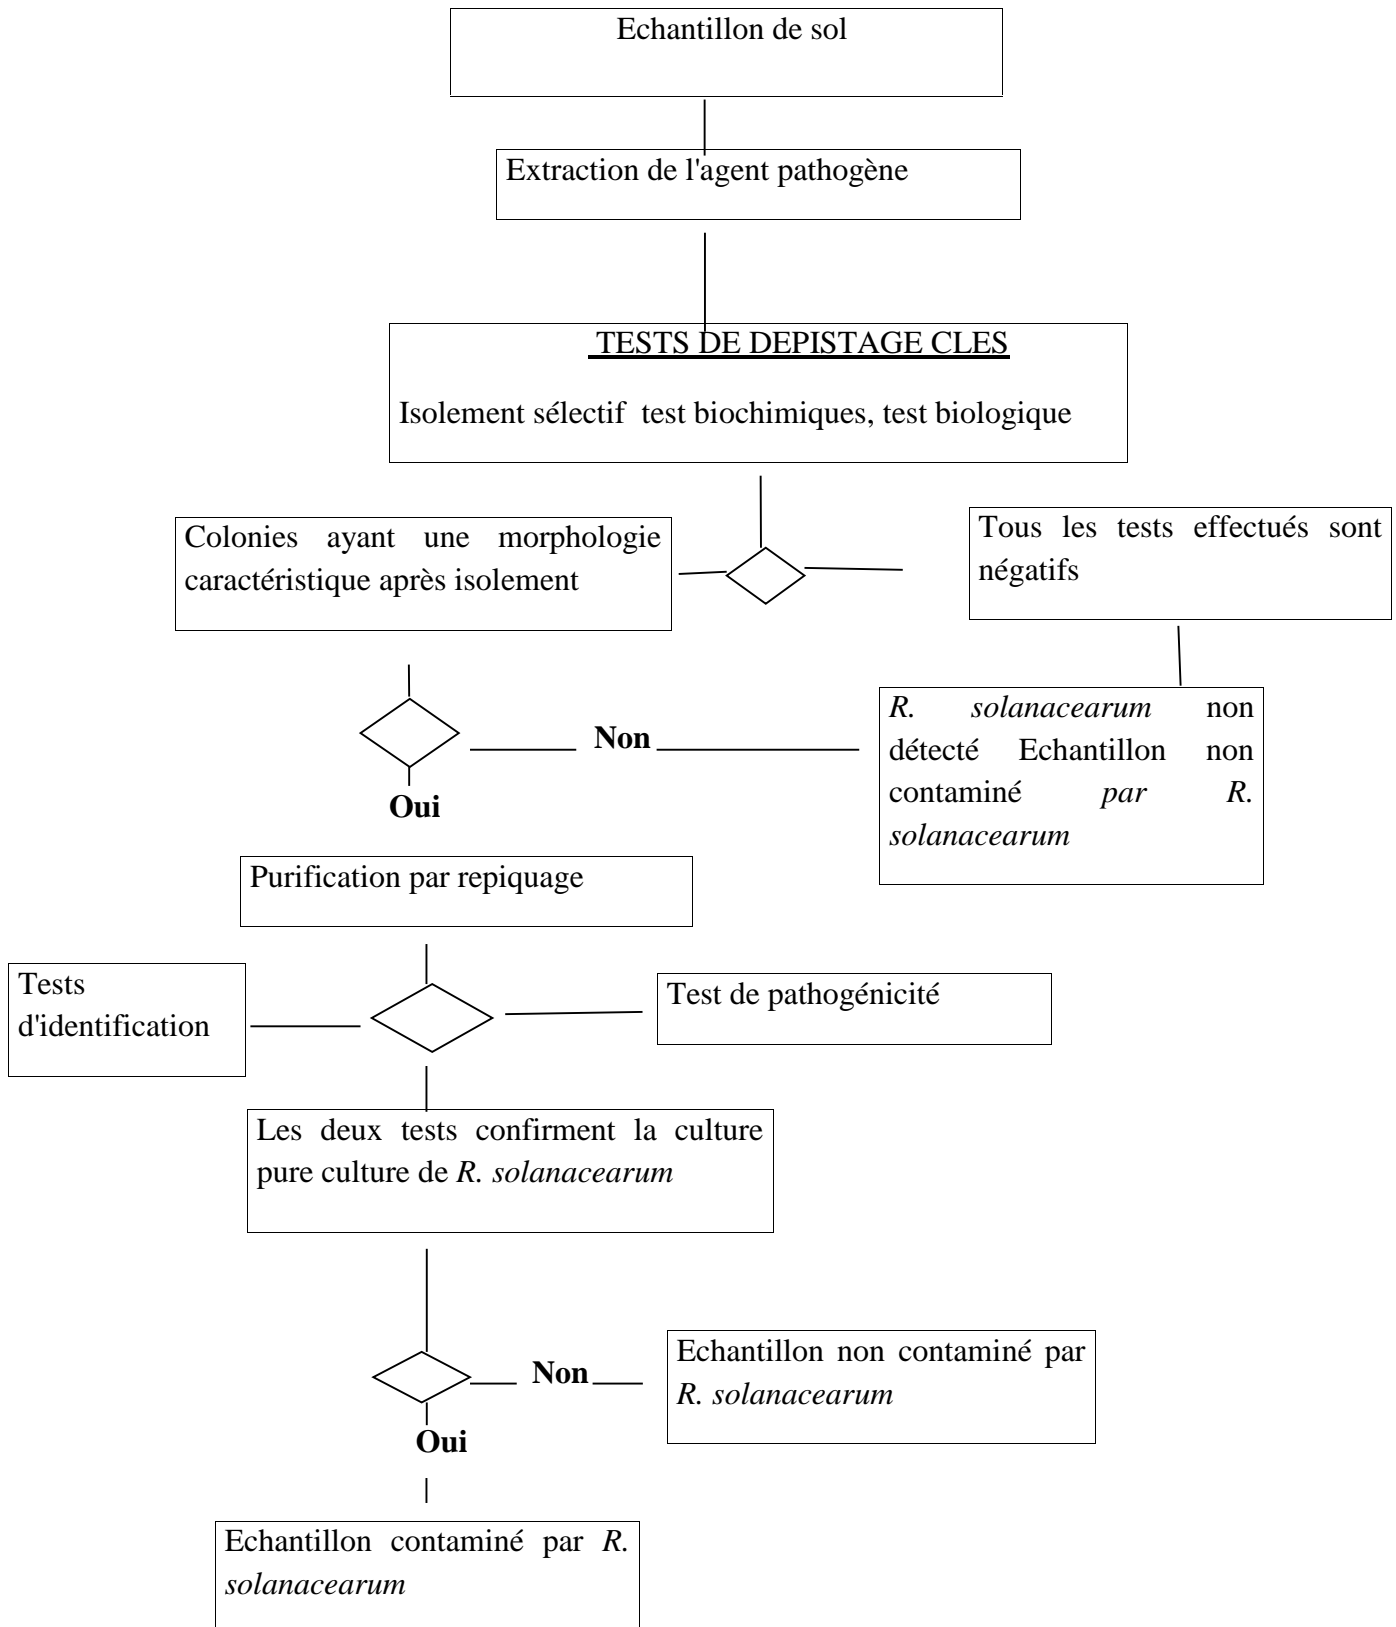 Echantillon de sol
Extraction de l'agent pathogène
TESTS DE DEPISTAGE CLES
Isolement sélectif test biochimiques, test biologique
Colonies ayant une morphologie
caractéristique après isolement
Tous les tests effectués sont
négatifs
R. solanacearum non
détecté Echantillon non
contaminé par R.
solanacearum
Non
Oui
Purification par repiquage
Tests
d'identification
Test de pathogénicité
Les deux tests confirment la culture
pure culture de R. solanacearum
Non
Echantillon non contaminé par
R. solanacearum
Oui
Echantillon contaminé par R.
solanacearum